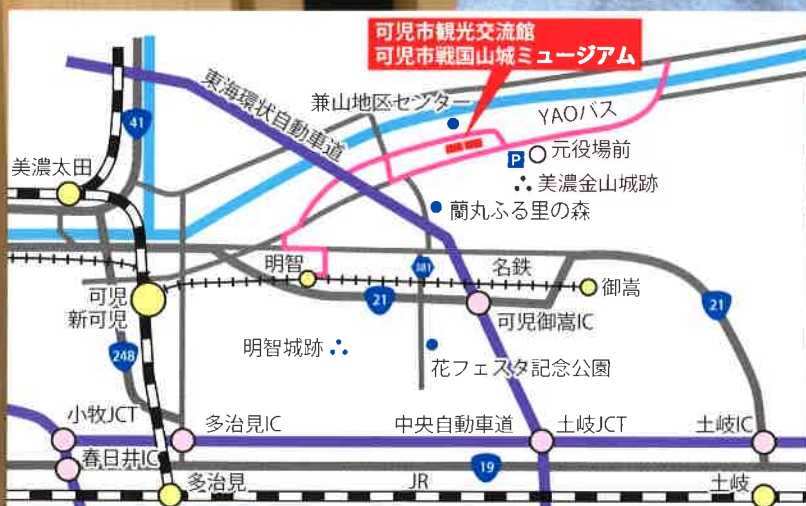 可児市観光交流館
可児市戦国山城ミュージアム
東海環状自動車道
兼山地区センター
YAOバス
41
P
元役場前
美濃太田
美濃金山城跡
蘭丸ふる里の森
明智
381
名鉄
御嵩
可児
新可児
21
可児御嵩IC
21
248
明智城跡
花フェスタ記念公園
小牧JCT
多治見IC
中央自動車道
土岐JCT
土岐IC
春日井IC
19
多治見
JR
土岐